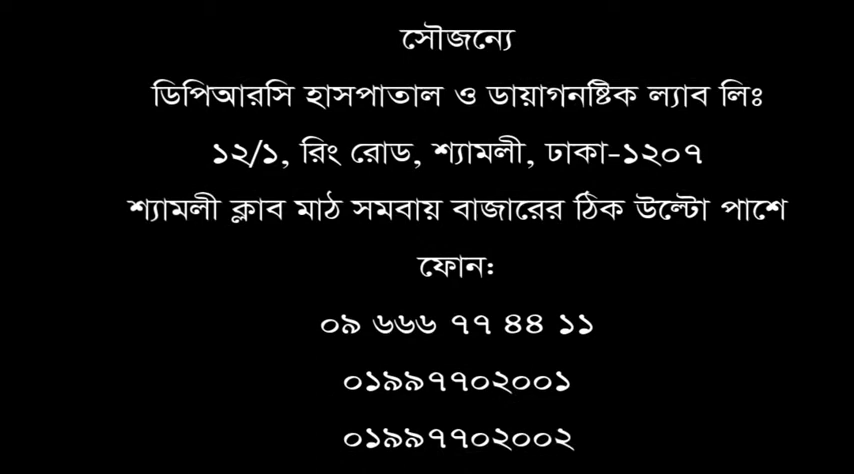 সৌজন্যে
ডিপিআরসি হাসপাতাল ও ডায়াগনষ্টিক ল্যাব লিঃ
১২/১, রিং রোড, শ্যামলী, ঢাকা-১২০৭
শ্যামলী ক্লাব মাঠ সমবায় বাজারের ঠিক উল্টো পাশে
ফোন:
০৯ ৬৬৬ ৭৭ ৪৪ ১১
০১৯৯৭৭০২০০১
০১৯৯৭৭০২০০২